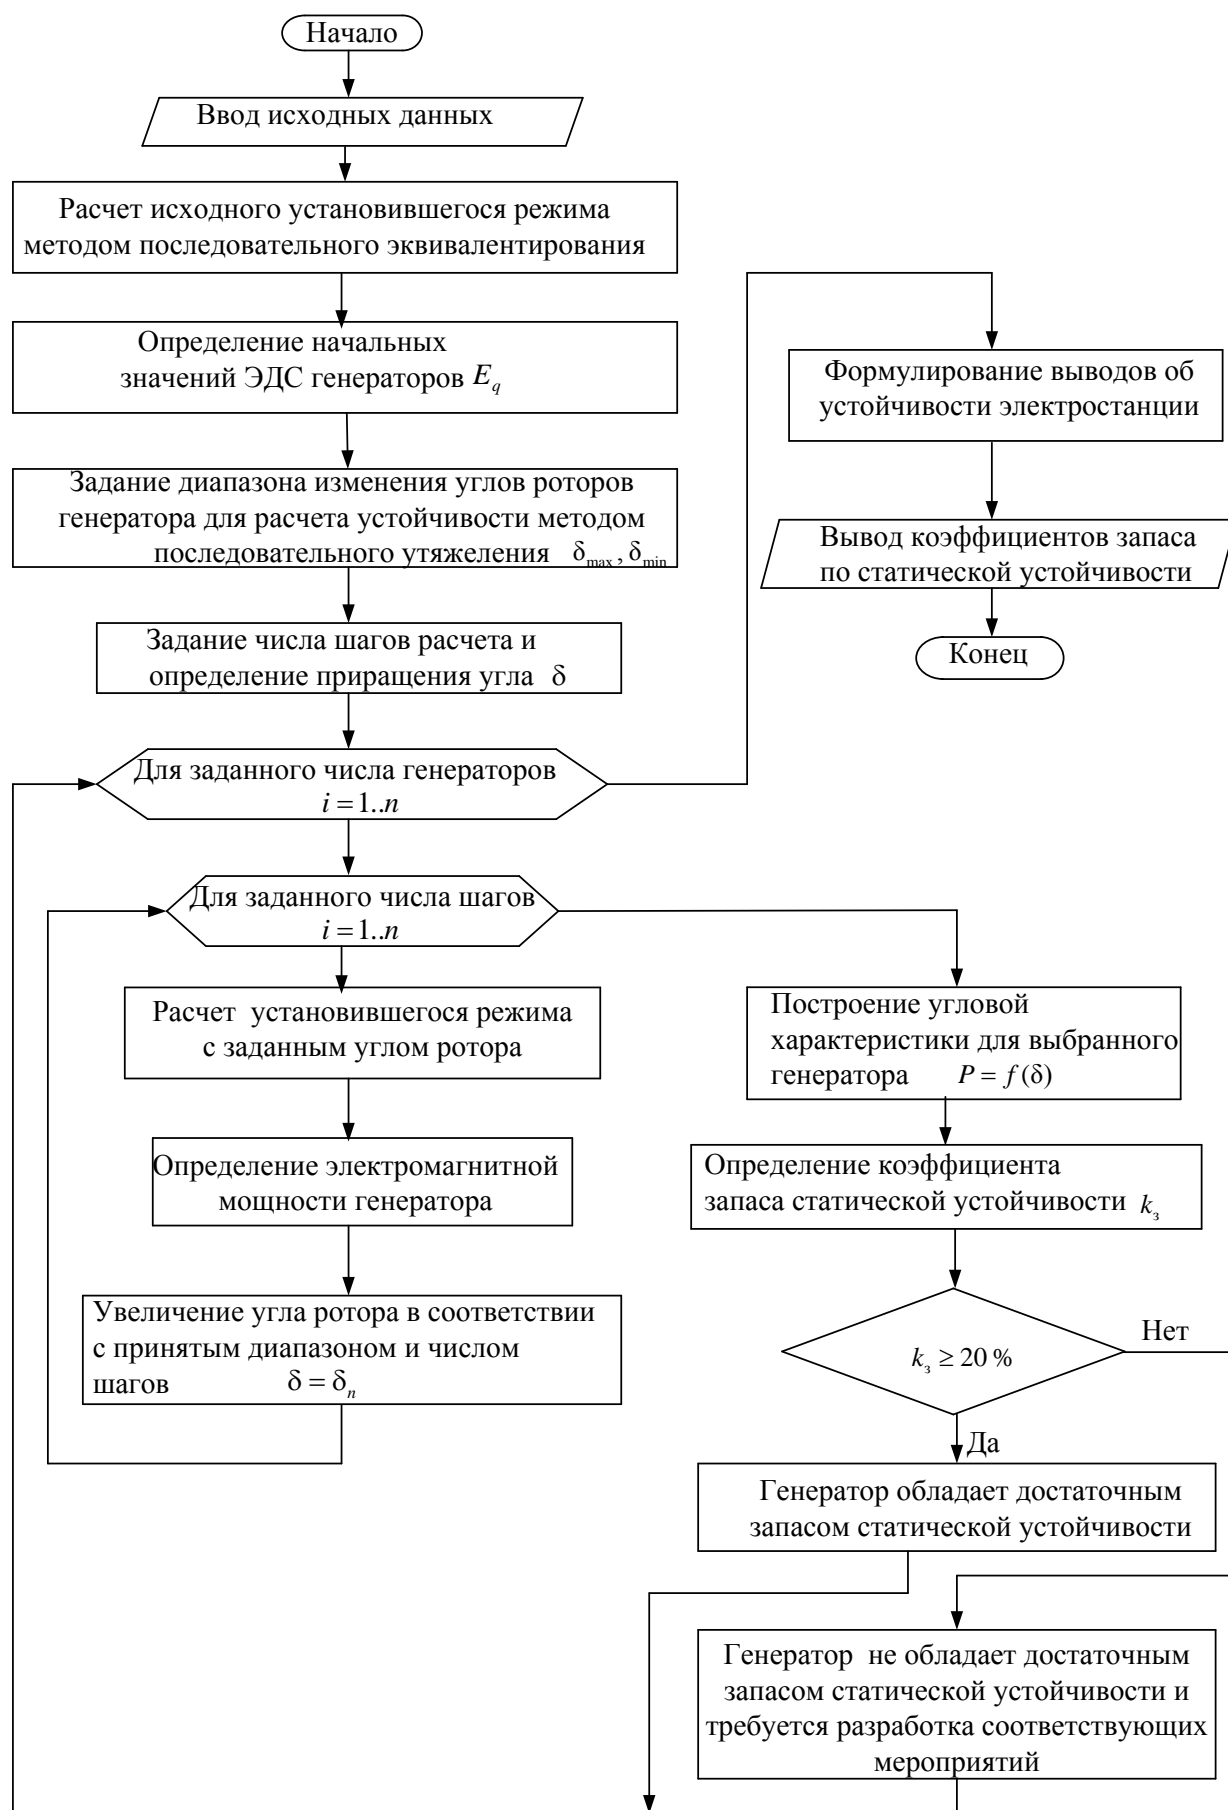 Начало
Ввод исходных данных
Расчет исходного установившегося режима
методом последовательного эквивалентирования
Определение начальных
значений ЭДС генераторов E_q
Задание диапазона изменения углов роторов
генератора для расчета устойчивости методом
последовательного утяжеления δ_max, δ_min
Задание числа шагов расчета и
определение приращения угла δ
Для заданного числа генераторов
i = 1..n
Для заданного числа шагов
i = 1..n
Расчет установившегося режима
с заданным углом ротора
Определение электромагнитной
мощности генератора
Увеличение угла ротора в соответствии
с принятым диапазоном и числом
шагов δ = δ_n
Формулирование выводов об
устойчивости электростанции
Вывод коэффициентов запаса
по статической устойчивости
Конец
Построение угловой
характеристики для выбранного
генератора P = f(δ)
Определение коэффициента
запаса статической устойчивости k_з
k_з ≥ 20 %
Нет
Да
Генератор обладает достаточным
запасом статической устойчивости
Генератор не обладает достаточным
запасом статической устойчивости и
требуется разработка соответствующих
мероприятий